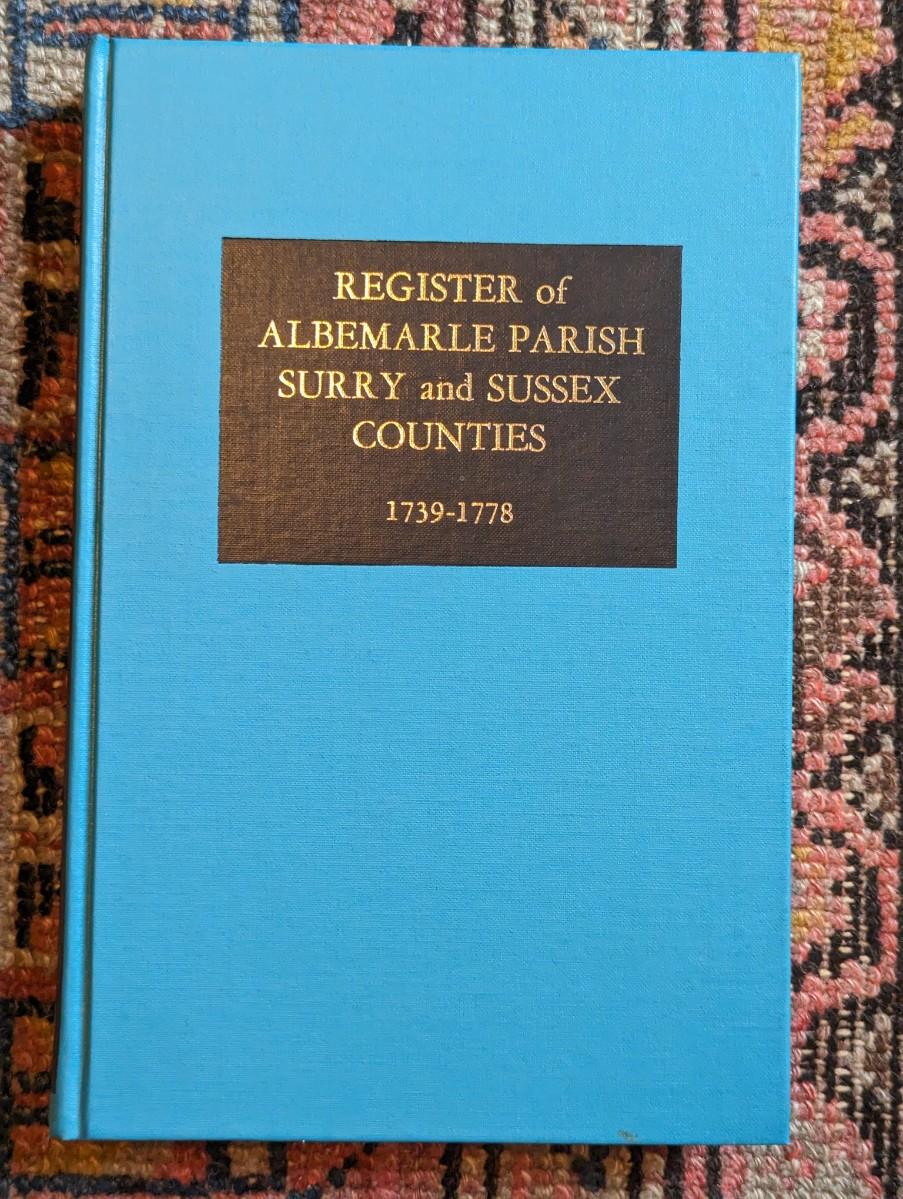 REGISTER of
ALBEMARLE PARISH
SURRY and SUSSEX
COUNTIES
1739-1778